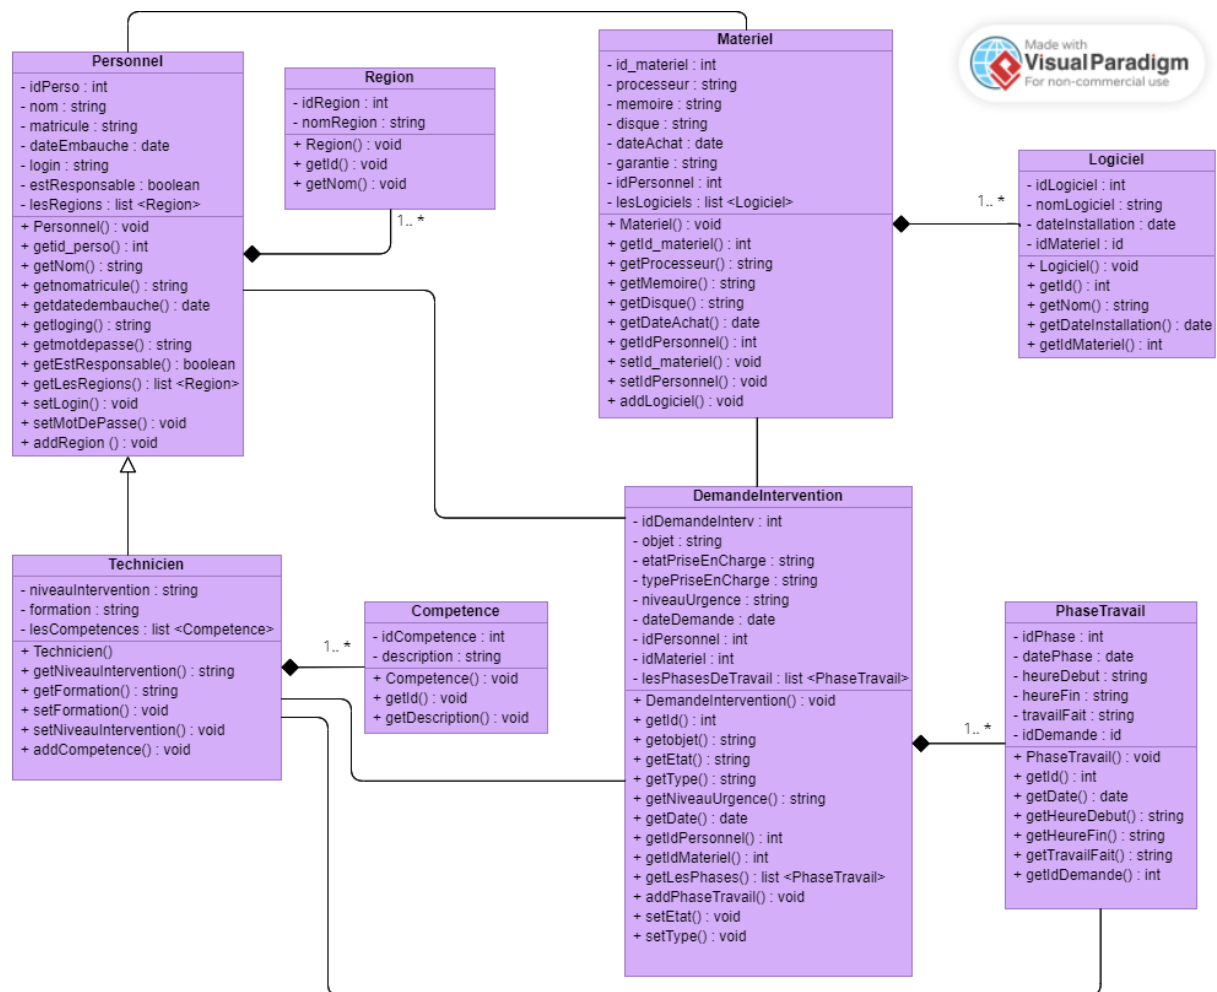 Personnel
- idPerso : int
- nom : string
- matricule : string
- dateEmbauche : date
- login : string
- estResponsable : boolean
- lesRegions : list <Region>
+ Personnel() : void
+ getid_perso() : int
+ getNom() : string
+ getnomatricule() : string
+ getdatedembauche() : date
+ getloging() : string
+ getmotdepasse() : string
+ getEstResponsable() : boolean
+ getLesRegions() : list <Region>
+ setLogin() : void
+ setMotDePasse() : void
+ addRegion () : void
Region
- idRegion : int
- nomRegion : string
+ Region() : void
+ getId() : void
+ getNom() : void
1.. *
Materiel
- id_materiel : int
- processeur : string
- memoire : string
- disque : string
- dateAchat : date
- garantie : string
- idPersonnel : int
- lesLogiciels : list <Logiciel>
+ Materiel() : void
+ getId_materiel() : int
+ getProcesseur() : string
+ getMemoire() : string
+ getDisque() : string
+ getDateAchat() : date
+ getIdPersonnel() : int
+ setId_materiel() : void
+ setIdPersonnel() : void
+ addLogiciel() : void
Made with
Visual Paradigm
For non-commercial use
1.. *
Logiciel
- idLogiciel : int
- nomLogiciel : string
- dateInstallation : date
- idMateriel : id
+ Logiciel() : void
+ getId() : int
+ getNom() : string
+ getDateInstallation() : date
+ getIdMateriel() : int
Technicien
- niveauIntervention : string
- formation : string
- lesCompetences : list <Competence>
+ Technicien()
+ getNiveauIntervention() : string
+ getFormation() : string
+ setFormation() : void
+ setNiveauIntervention() : void
+ addCompetence() : void
1.. *
Competence
- idCompetence : int
- description : string
+ Competence() : void
+ getId() : void
+ getDescription() : void
DemandeIntervention
- idDemandeInterv : int
- objet : string
- etatPriseEnCharge : string
- typePriseEnCharge : string
- niveauUrgence : string
- dateDemande : date
- idPersonnel : int
- idMateriel : int
- lesPhasesDeTravail : list <PhaseTravail>
+ DemandeIntervention() : void
+ getId() : int
+ getobjet() : string
+ getEtat() : string
+ getType() : string
+ getNiveauUrgence() : string
+ getDate() : date
+ getIdPersonnel() : int
+ getIdMateriel() : int
+ getLesPhases() : list <PhaseTravail>
+ addPhaseTravail() : void
+ setEtat() : void
+ setType() : void
1.. *
PhaseTravail
- idPhase : int
- datePhase : date
- heureDebut : string
- heureFin : string
- travailFait : string
- idDemande : id
+ PhaseTravail() : void
+ getId() : int
+ getDate() : date
+ getHeureDebut() : string
+ getHeureFin() : string
+ getTravailFait() : string
+ getIdDemande() : int